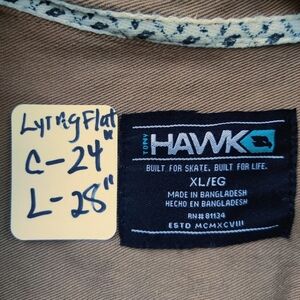 Lyring Flat
C-24"
L-28"
TONY
HAWK
BUILT FOR SKATE. BUILT FOR LIFE.
XL/EG
MADE IN BANGLADESH
HECHO EN BANGLADESH
RN# 81134
ESTD MCMXCVIII